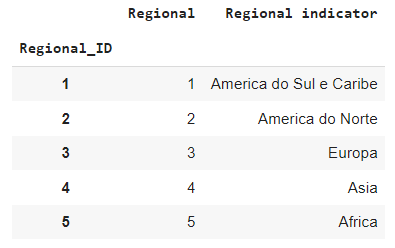 Regional Regional indicator
Regional_ID
1 1 America do Sul e Caribe
2 2 America do Norte
3 3 Europa
4 4 Asia
5 5 Africa